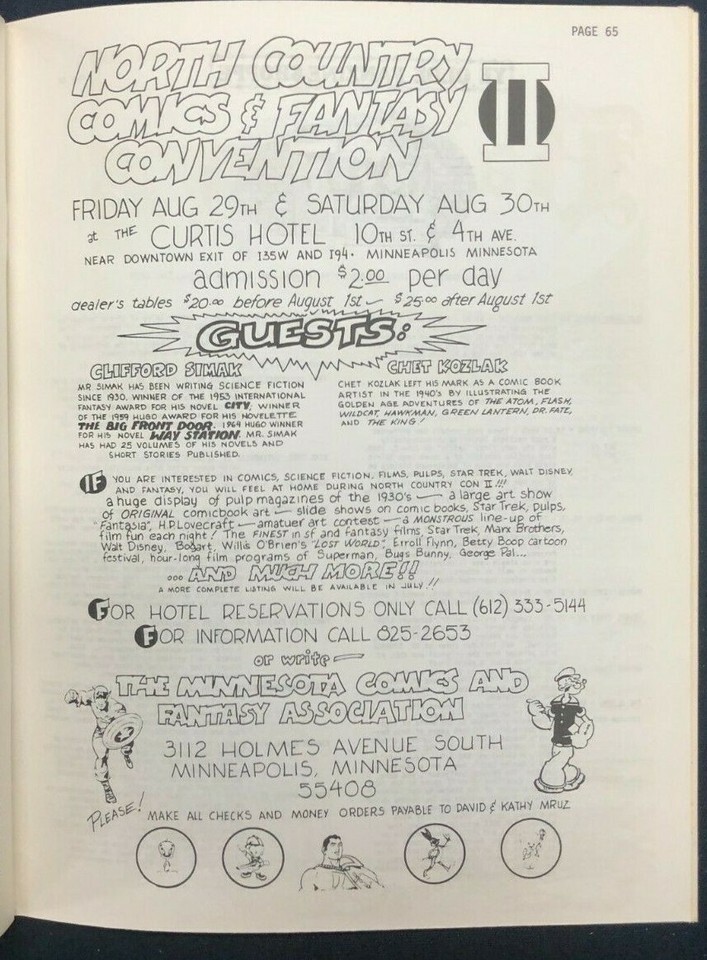 PAGE 65
NORTH COUNTRY
COMICS & FANTASY
CONVENTION
II
FRIDAY AUG 29TH & SATURDAY AUG 30TH
at THE CURTIS HOTEL 10TH ST. & 4TH AVE.
NEAR DOWNTOWN EXIT OF I35W AND I94. MINNEAPOLIS MINNESOTA
admission $2.00 per day
dealer's tables $20.00 before August 1st — $25.00 after August 1st
GUESTS:
CLIFFORD SIMAK
MR SIMAK HAS BEEN WRITING SCIENCE FICTION
SINCE 1930. WINNER OF THE 1953 INTERNATIONAL
FANTASY AWARD FOR HIS NOVEL CITY, WINNER
OF THE 1959 HUGO AWARD FOR HIS NOVELETTE
THE BIG FRONT DOOR. 1964 HUGO WINNER
FOR HIS NOVEL WAY STATION. MR. SIMAK
HAS HAD 25 VOLUMES OF HIS NOVELS AND
SHORT STORIES PUBLISHED.
CHET KOZLAK
CHET KOZLAK LEFT HIS MARK AS A COMIC BOOK
ARTIST IN THE 1940'S BY ILLUSTRATING THE
GOLDEN AGE ADVENTURES OF THE ATOM, FLASH,
WILDCAT, HAWKMAN, GREEN LANTERN, DR. FATE,
AND THE KING!
IF YOU ARE INTERESTED IN COMICS, SCIENCE FICTION, FILMS, PULPS, STAR TREK, WALT DISNEY,
AND FANTASY, YOU WILL FEEL AT HOME DURING NORTH COUNTRY CON II!!!
a huge display of pulp magazines of the 1930's — a large art show
of ORIGINAL comicbook art — slide shows on comic books, Star Trek, pulps,
"Fantasia", H.P.Lovecraft — amatuer art contest — a MONSTROUS line-up of
film fun each night! The FINEST in sf and fantasy films, Star Trek, Marx Brothers,
Walt Disney, Bogart, Willis O'Brien's "LOST WORLD", Erroll Flynn, Betty Boop cartoon
festival, hour-long film programs of Superman, Bugs Bunny, George Pal...
... AND MUCH MORE!!
A MORE COMPLETE LISTING WILL BE AVAILABLE IN JULY!!
FOR HOTEL RESERVATIONS ONLY CALL (612) 333-5144
FOR INFORMATION CALL 825-2653
or write —
THE MINNESOTA COMICS AND
FANTASY ASSOCIATION
3112 HOLMES AVENUE SOUTH
MINNEAPOLIS, MINNESOTA
55408
PLEASE! MAKE ALL CHECKS AND MONEY ORDERS PAYABLE TO DAVID & KATHY MRUZ